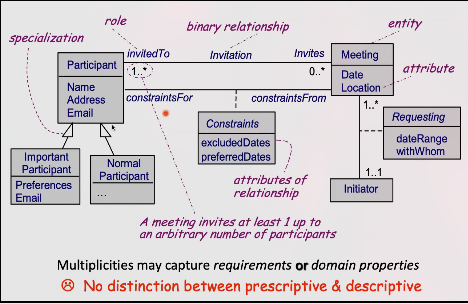 role
binary relationship
entity
specialization
invitedTo
Invitation
Invites
Meeting
Participant
1..*
0..*
Date
Location
attribute
Name
Address
Email
constraintsFor
constraintsFrom
1..*
Requesting
Constraints
dateRange
withWhom
excludedDates
preferredDates
Important
Participant
Normal
Participant
1..1
Preferences
Email
...
attributes of
relationship
Initiator
A meeting invites at least 1 up to
an arbitrary number of participants
Multiplicities may capture requirements or domain properties
☹ No distinction between prescriptive & descriptive